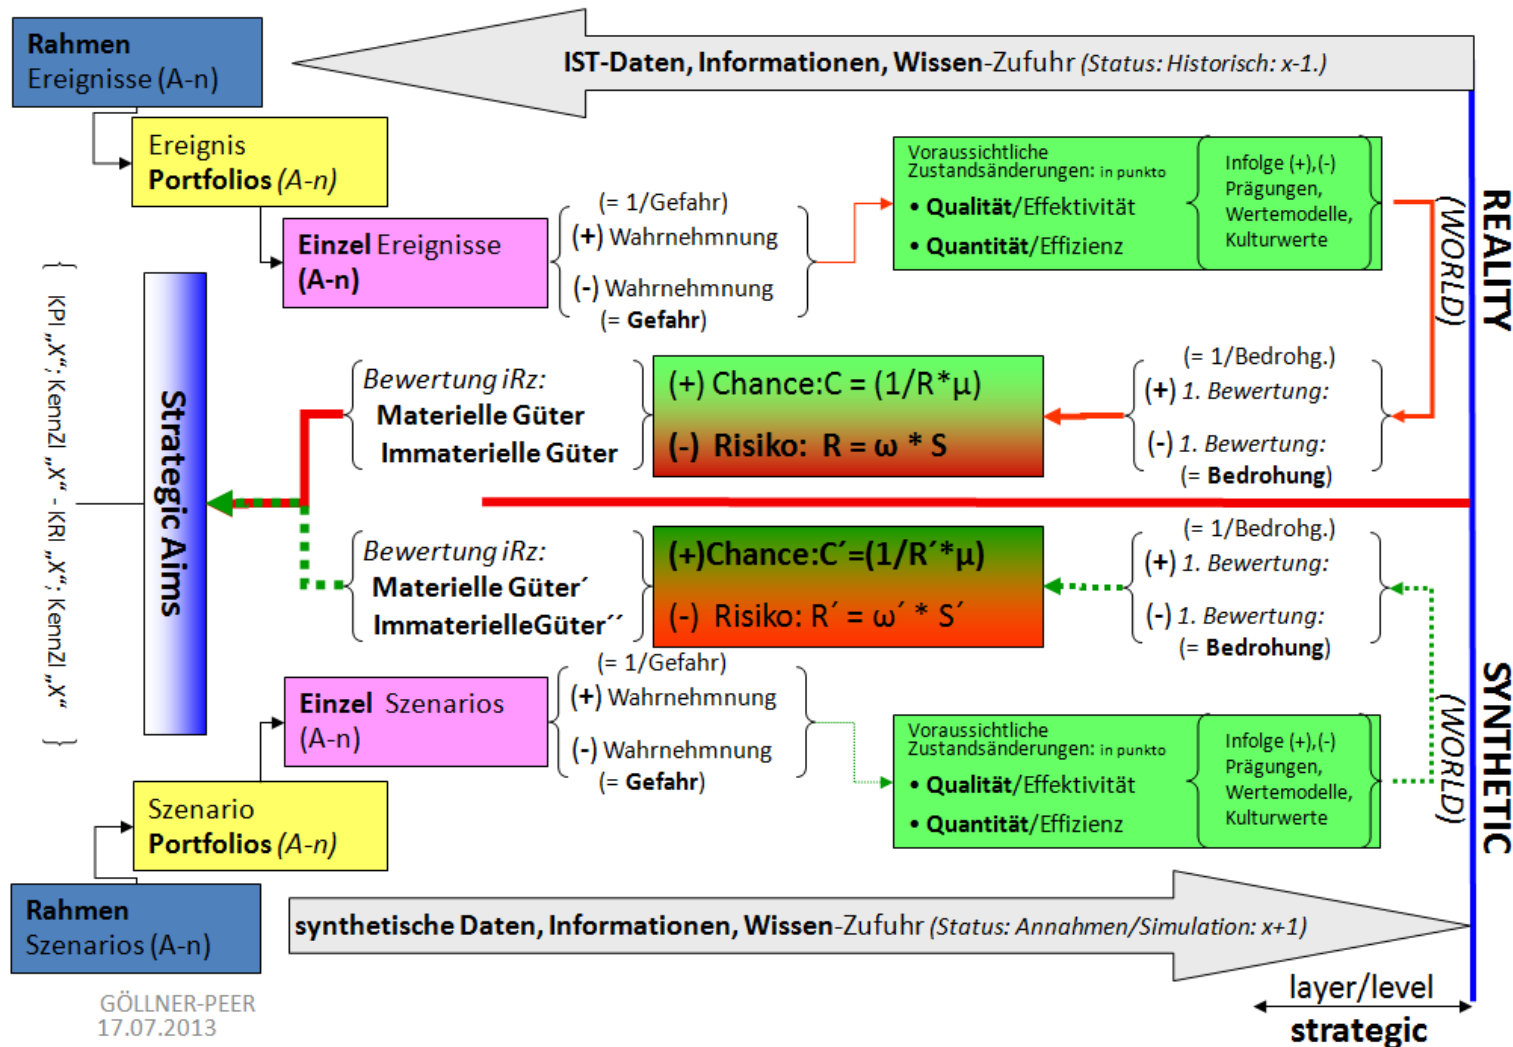 Rahmen
Ereignisse (A-n)
IST-Daten, Informationen, Wissen-Zufuhr (Status: Historisch: x-1.)
Ereignis
Portfolios (A-n)
Einzel Ereignisse
(A-n)
(= 1/Gefahr)
(+) Wahrnehmnung
(-) Wahrnehmnung
(= Gefahr)
Voraussichtliche
Zustandsänderungen: in punkto
• Qualität/Effektivität
• Quantität/Effizienz
Infolge (+),(-)
Prägungen,
Wertemodelle,
Kulturwerte
REALITY
(WORLD)
{ KPI „X“; KennZl „X“ - KRI „X“; KennZl „X“ }
Strategic Aims
Bewertung iRz:
Materielle Güter
Immaterielle Güter
(+) Chance:C = (1/R*μ)
(-) Risiko: R = ω * S
(= 1/Bedrohg.)
(+) 1. Bewertung:
(-) 1. Bewertung:
(= Bedrohung)
Bewertung iRz:
Materielle Güter´
ImmaterielleGüter´´
(+)Chance:C´=(1/R´*μ)
(-) Risiko: R´ = ω´ * S´
(= 1/Bedrohg.)
(+) 1. Bewertung:
(-) 1. Bewertung:
(= Bedrohung)
Einzel Szenarios
(A-n)
(= 1/Gefahr)
(+) Wahrnehmnung
(-) Wahrnehmnung
(= Gefahr)
Voraussichtliche
Zustandsänderungen: in punkto
• Qualität/Effektivität
• Quantität/Effizienz
Infolge (+),(-)
Prägungen,
Wertemodelle,
Kulturwerte
SYNTHETIC
(WORLD)
Szenario
Portfolios (A-n)
Rahmen
Szenarios (A-n)
synthetische Daten, Informationen, Wissen-Zufuhr (Status: Annahmen/Simulation: x+1)
GÖLLNER-PEER
17.07.2013
layer/level
strategic